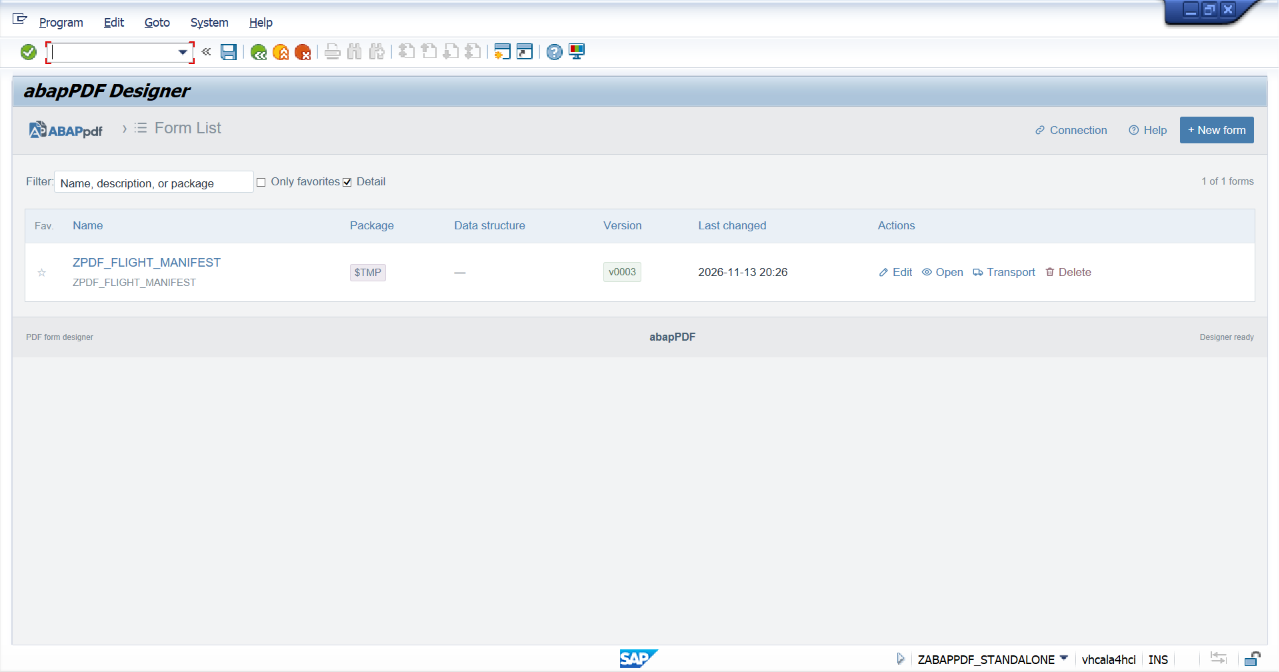 Program Edit Goto System Help
abapPDF Designer
ABAPpdf › Form List Connection Help + New form
Filter: Name, description, or package Only favorites Detail 1 of 1 forms
Fav. Name Package Data structure Version Last changed Actions
ZPDF_FLIGHT_MANIFEST
ZPDF_FLIGHT_MANIFEST $TMP — v0003 2026-11-13 20:26 Edit Open Transport Delete
PDF form designer abapPDF Designer ready
SAP ZABAPPDF_STANDALONE vhcala4hcl INS